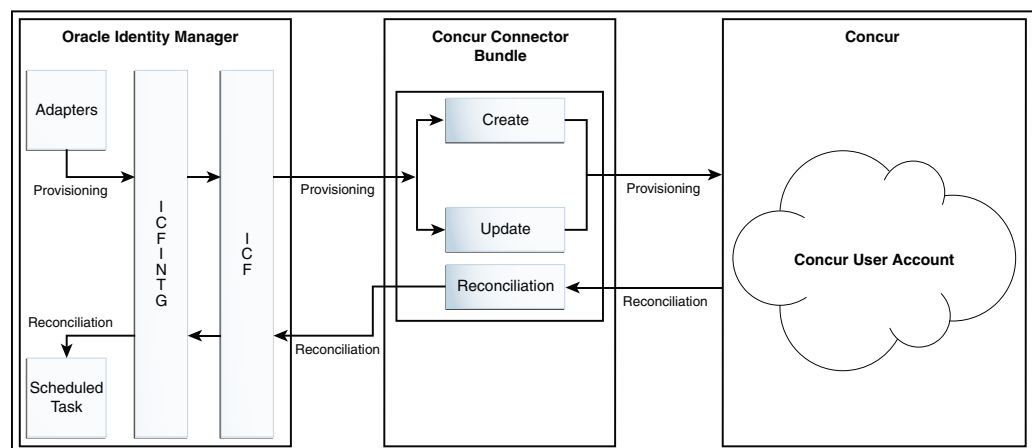 Oracle Identity Manager
Adapters
Provisioning
I
C
F
I
N
T
G
I
C
F
Reconciliation
Scheduled
Task
Provisioning
Reconciliation
Concur Connector
Bundle
Create
Update
Reconciliation
Provisioning
Reconciliation
Concur
Concur User Account